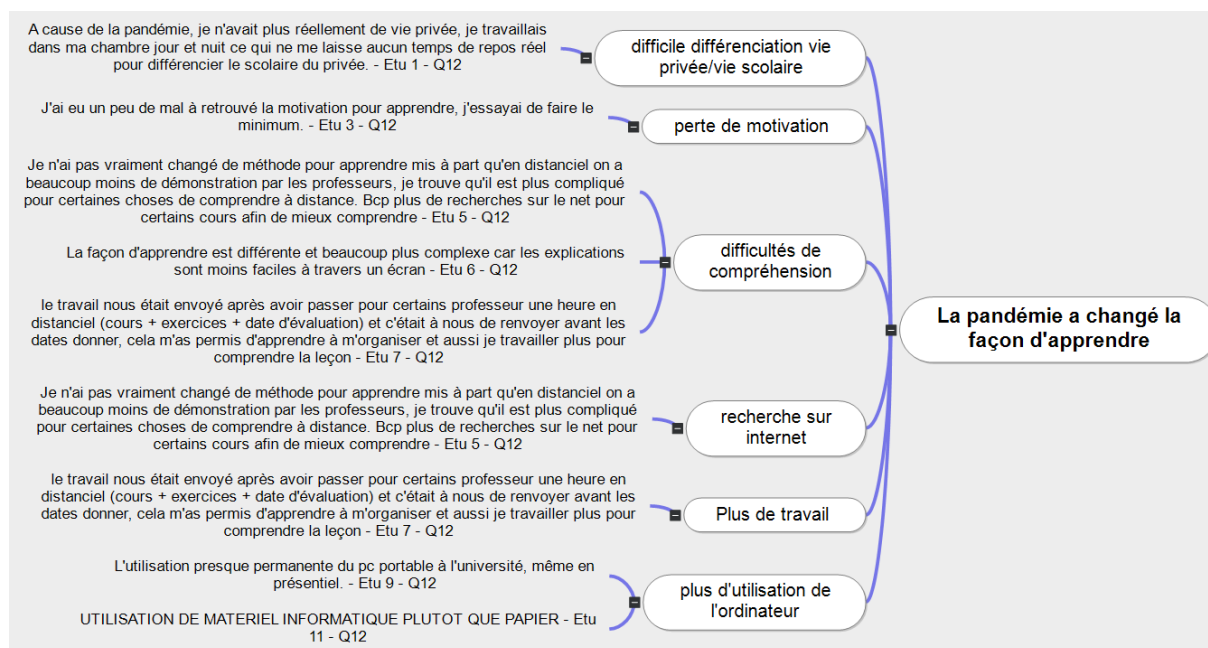 A cause de la pandémie, je n'avait plus réellement de vie privée, je travaillais
dans ma chambre jour et nuit ce qui ne me laisse aucun temps de repos réel
pour différencier le scolaire du privée. - Etu 1 - Q12
difficile différenciation vie
privée/vie scolaire
J'ai eu un peu de mal à retrouvé la motivation pour apprendre, j'essayai de faire le
minimum. - Etu 3 - Q12
perte de motivation
Je n'ai pas vraiment changé de méthode pour apprendre mis à part qu'en distanciel on a
beaucoup moins de démonstration par les professeurs, je trouve qu'il est plus compliqué
pour certaines choses de comprendre à distance. Bcp plus de recherches sur le net pour
certains cours afin de mieux comprendre - Etu 5 - Q12
La façon d'apprendre est différente et beaucoup plus complexe car les explications
sont moins faciles à travers un écran - Etu 6 - Q12
le travail nous était envoyé après avoir passer pour certains professeur une heure en
distanciel (cours + exercices + date d'évaluation) et c'était à nous de renvoyer avant les
dates donner, cela m'as permis d'apprendre à m'organiser et aussi je travailler plus pour
comprendre la leçon - Etu 7 - Q12
difficultés de
compréhension
Je n'ai pas vraiment changé de méthode pour apprendre mis à part qu'en distanciel on a
beaucoup moins de démonstration par les professeurs, je trouve qu'il est plus compliqué
pour certaines choses de comprendre à distance. Bcp plus de recherches sur le net pour
certains cours afin de mieux comprendre - Etu 5 - Q12
recherche sur
internet
le travail nous était envoyé après avoir passer pour certains professeur une heure en
distanciel (cours + exercices + date d'évaluation) et c'était à nous de renvoyer avant les
dates donner, cela m'as permis d'apprendre à m'organiser et aussi je travailler plus pour
comprendre la leçon - Etu 7 - Q12
Plus de travail
L'utilisation presque permanente du pc portable à l'université, même en
présentiel. - Etu 9 - Q12
UTILISATION DE MATERIEL INFORMATIQUE PLUTOT QUE PAPIER - Etu
11 - Q12
plus d'utilisation de
l'ordinateur
La pandémie a changé la
façon d'apprendre